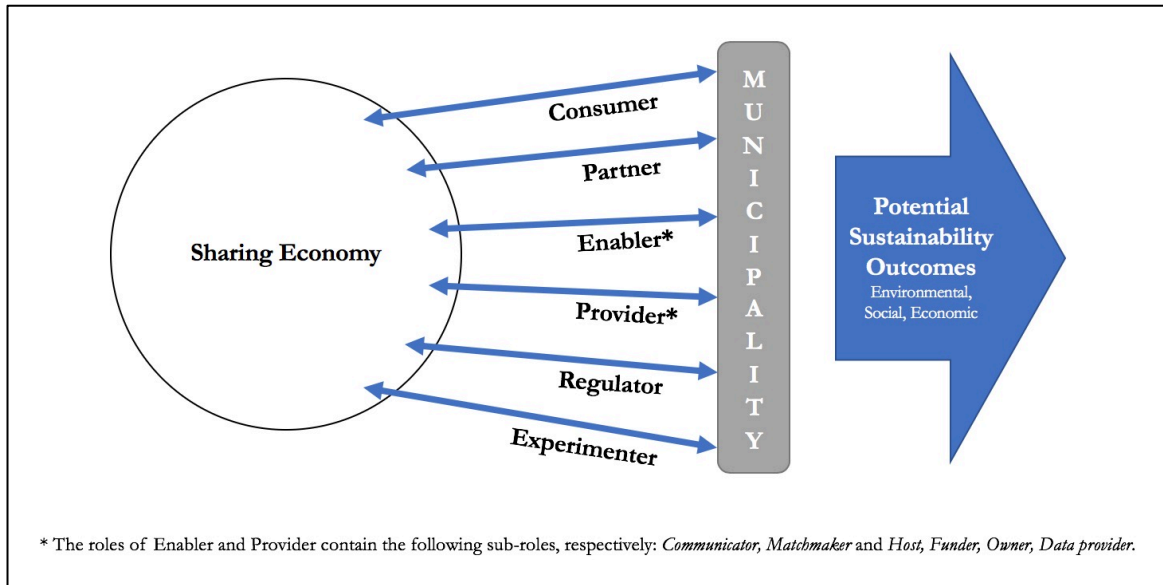 Sharing Economy
Consumer
Partner
Enabler*
Provider*
Regulator
Experimenter
MUNICIPALITY
Potential
Sustainability
Outcomes
Environmental,
Social, Economic
* The roles of Enabler and Provider contain the following sub-roles, respectively: Communicator, Matchmaker and Host, Funder, Owner, Data provider.